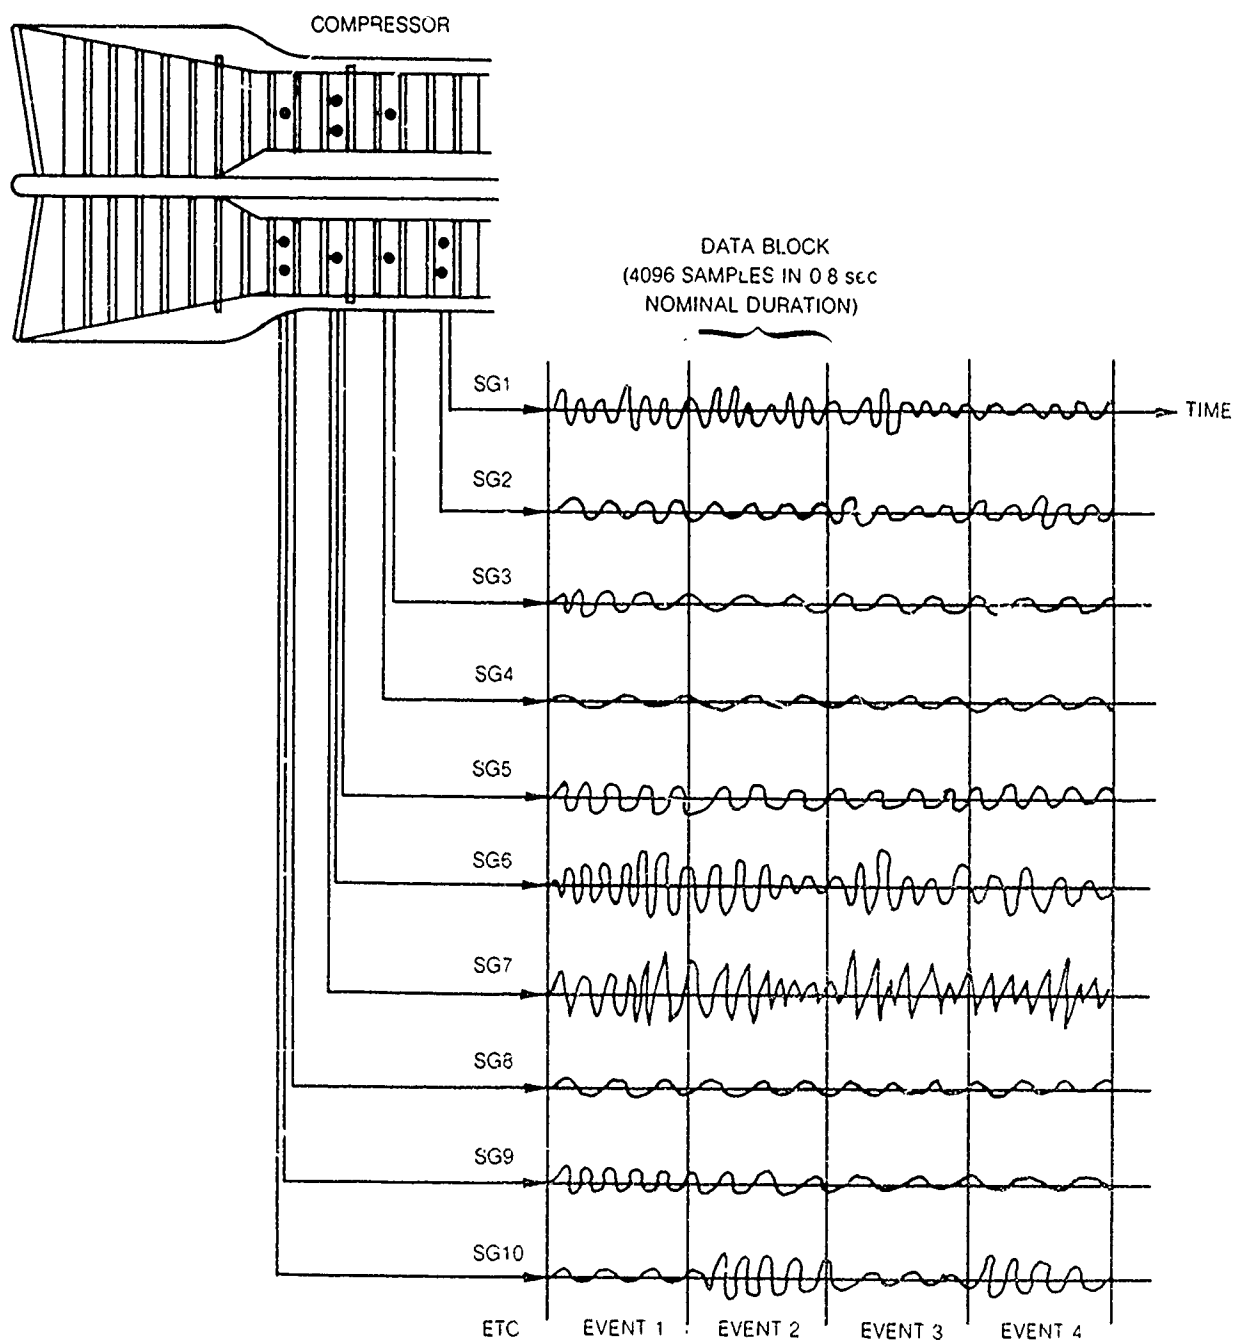 COMPRESSOR
DATA BLOCK
(4096 SAMPLES IN 0 8 sec
NOMINAL DURATION)
SG1
TIME
SG2
SG3
SG4
SG5
SG6
SG7
SG8
SG9
SG10
ETC EVENT 1 EVENT 2 EVENT 3 EVENT 4